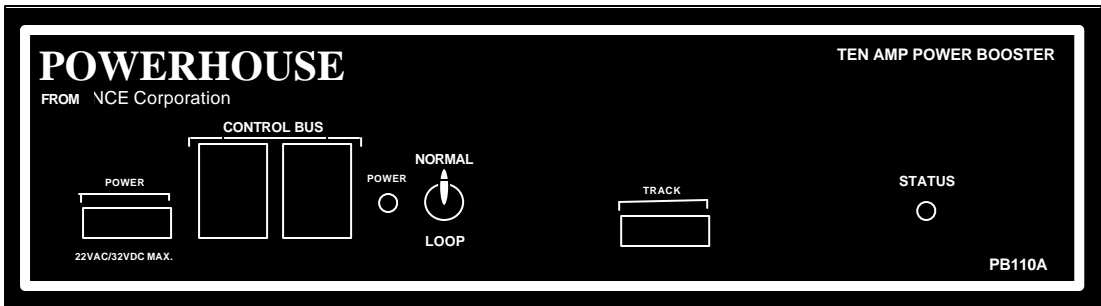 POWERHOUSE
TEN AMP POWER BOOSTER
FROM NCE Corporation
CONTROL BUS
NORMAL
POWER
POWER
TRACK
STATUS
LOOP
22VAC/32VDC MAX.
PB110A